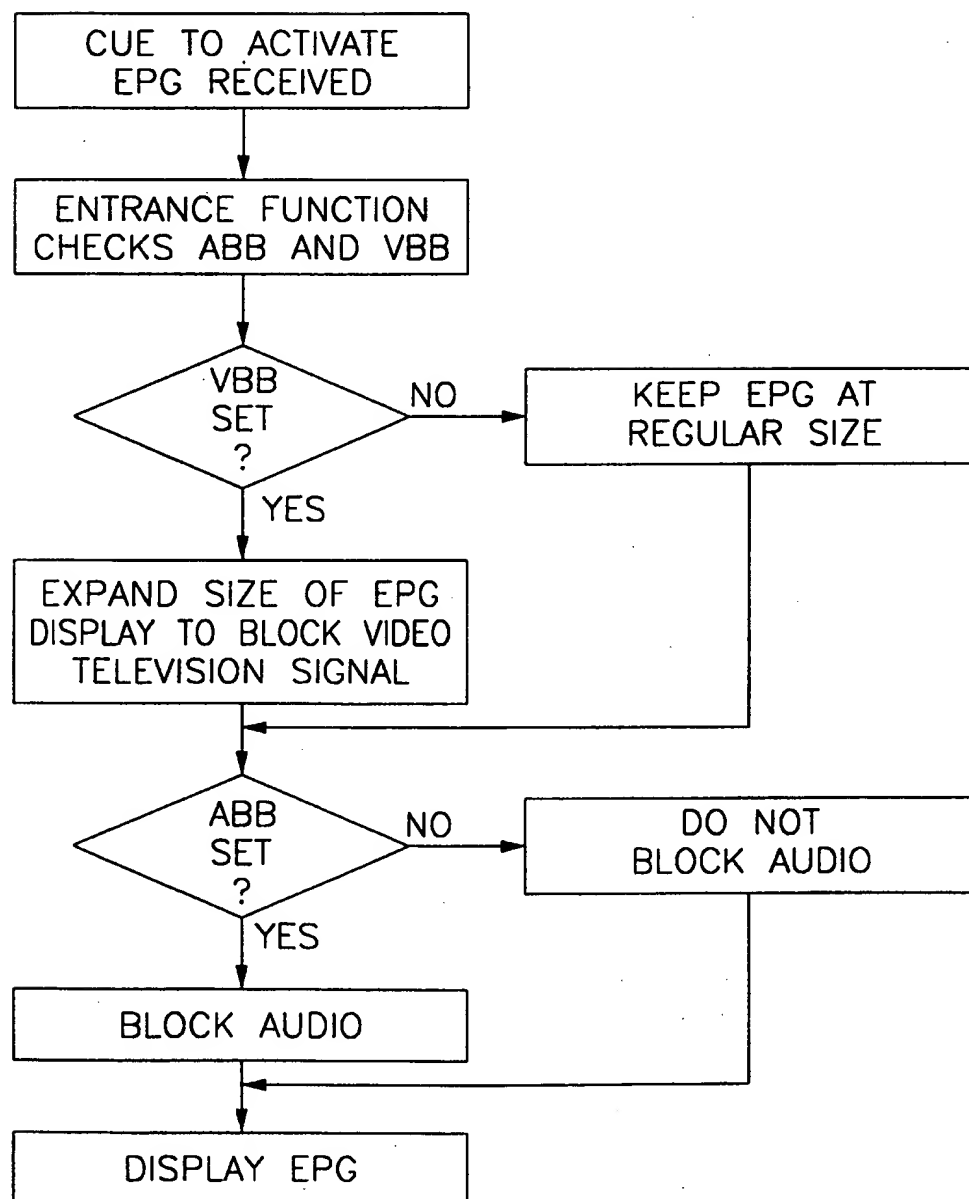 CUE TO ACTIVATE
EPG RECEIVED
ENTRANCE FUNCTION
CHECKS ABB AND VBB
VBB
SET
?
NO
KEEP EPG AT
REGULAR SIZE
YES
EXPAND SIZE OF EPG
DISPLAY TO BLOCK VIDEO
TELEVISION SIGNAL
ABB
SET
?
NO
DO NOT
BLOCK AUDIO
YES
BLOCK AUDIO
DISPLAY EPG